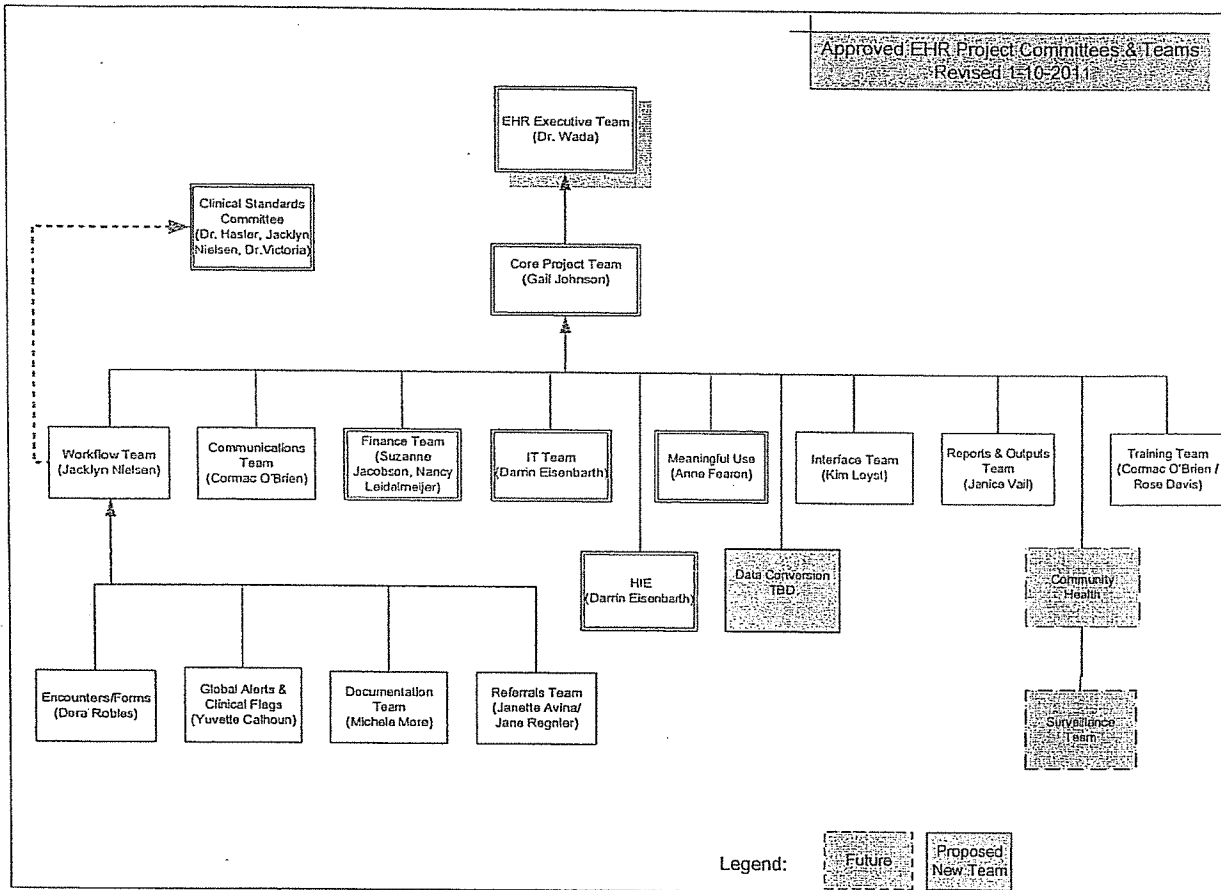 Approved EHR Project Committees & Teams
Revised 1-10-2011
EHR Executive Team
(Dr. Wada)
Clinical Standards
Committee
(Dr. Hasler, Jacklyn
Nielsen, Dr.Victoria)
Core Project Team
(Gail Johnson)
Workflow Team
(Jacklyn Nielsen)
Communications
Team
(Cormac O'Brien)
Finance Team
(Suzanne
Jacobson, Nancy
Leidelmeijer)
IT Team
(Darrin Eisenbarth)
Meaningful Use
(Anne Fearon)
Interface Team
(Kim Loyst)
Reports & Outputs
Team
(Janice Vail)
Training Team
(Cormac O'Brien /
Rose Davis)
HIE
(Darrin Eisenbarth)
Data Conversion
TBD
Community
Health
Encounters/Forms
(Dora Robles)
Global Alerts &
Clinical Flags
(Yuvette Calhoun)
Documentation
Team
(Michele More)
Referrals Team
(Janette Avina/
Jane Regnier)
Surveillance
Team
Legend:
Future
Proposed
New Team